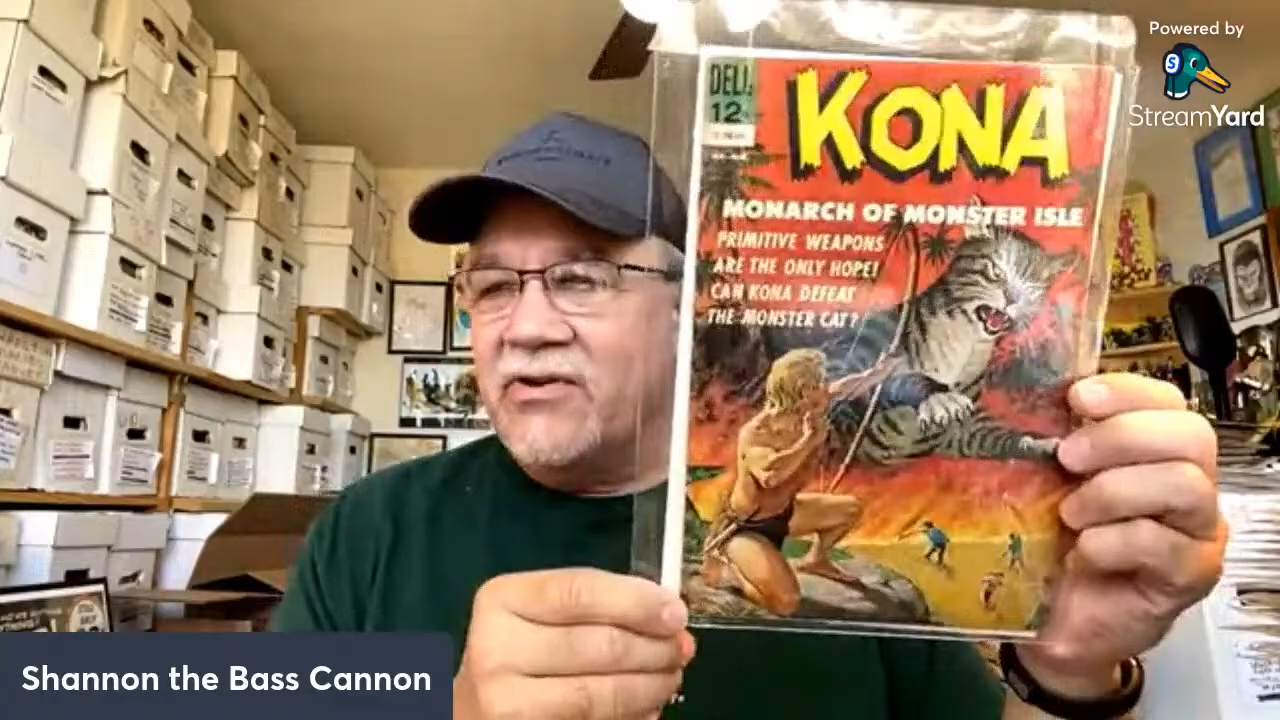 Powered by
StreamYard
DELL
12¢
KONA
MONARCH OF MONSTER ISLE
PRIMITIVE WEAPONS
ARE THE ONLY HOPE!
CAN KONA DEFEAT
THE MONSTER CAT?
Shannon the Bass Cannon